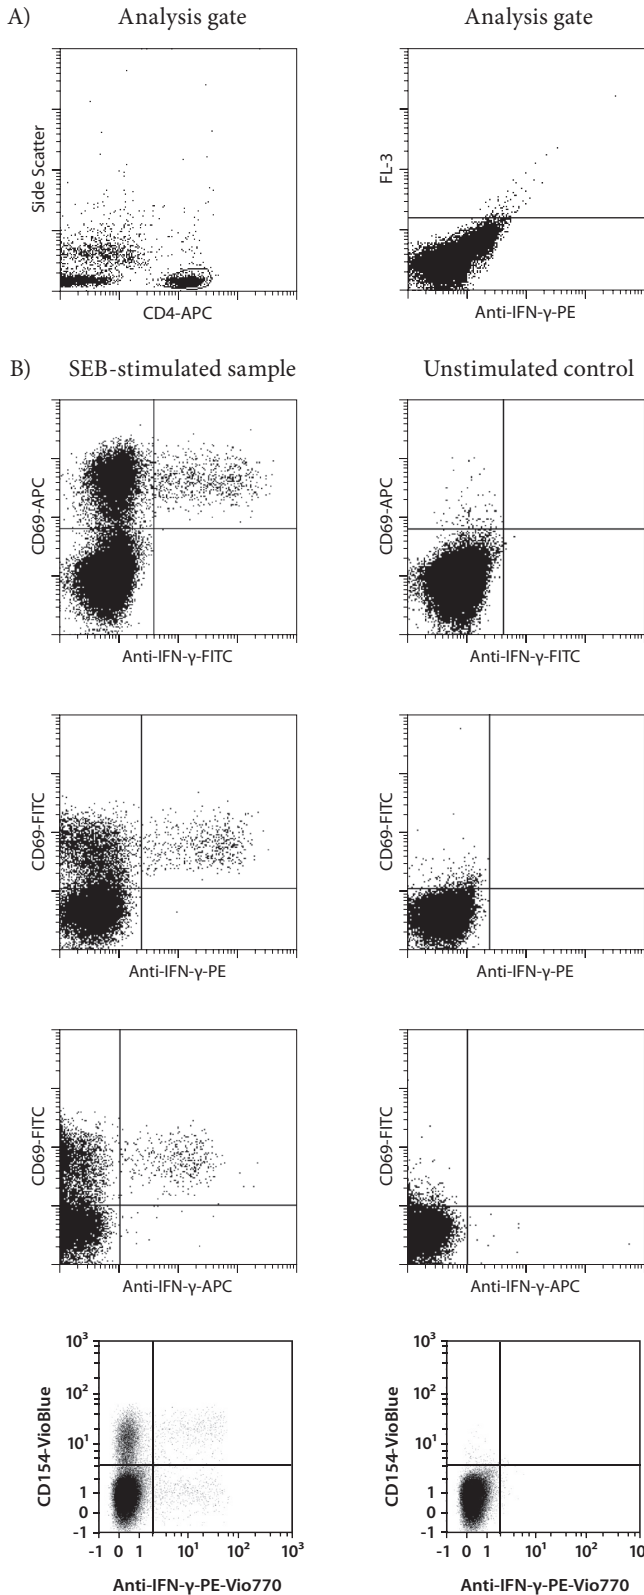 A) Analysis gate Analysis gate
Side Scatter
CD4-APC
FL-3
Anti-IFN-γ-PE
B) SEB-stimulated sample Unstimulated control
CD69-APC
Anti-IFN-γ-FITC
CD69-APC
Anti-IFN-γ-FITC
CD69-FITC
Anti-IFN-γ-PE
CD69-FITC
Anti-IFN-γ-PE
CD69-FITC
Anti-IFN-γ-APC
CD69-FITC
Anti-IFN-γ-APC
CD154-VioBlue
10³
10²
10¹
1
0
-1
-1 0 1 10¹ 10² 10³
Anti-IFN-γ-PE-Vio770
CD154-VioBlue
10³
10²
10¹
1
0
-1
-1 0 1 10¹ 10²
Anti-IFN-γ-PE-Vio770